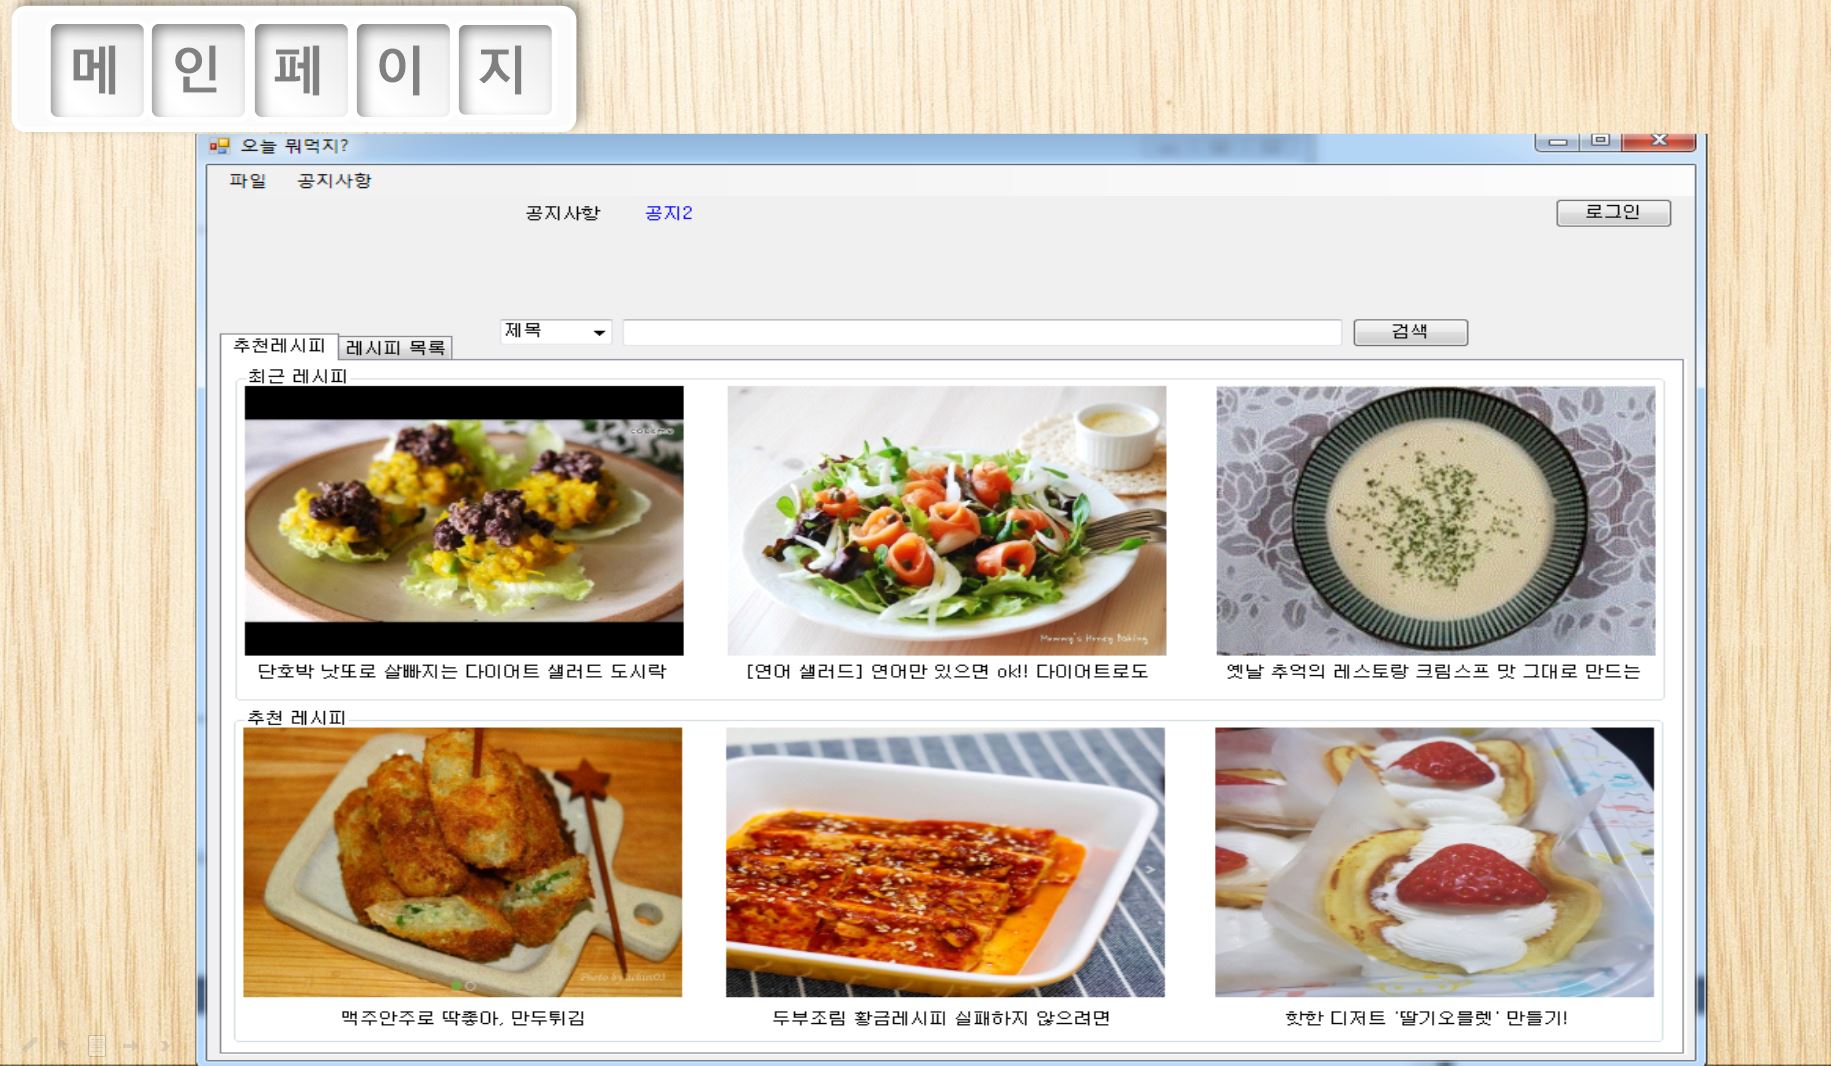 메인페이지
오늘 뭐먹지?
파일 공지사항
공지사항 공지2 로그인
제목 검색
추천레시피 레시피 목록
최근 레시피
Mommy's Honey Baking
단호박 낫또로 살빠지는 다이어트 샐러드 도시락
[연어 샐러드] 연어만 있으면 ok!! 다이어트로도
옛날 추억의 레스토랑 크림스프 맛 그대로 만드는
추천 레시피
Photo by
맥주안주로 딱좋아, 만두튀김
두부조림 황금레시피 실패하지 않으려면
핫한 디저트 '딸기오믈렛' 만들기!